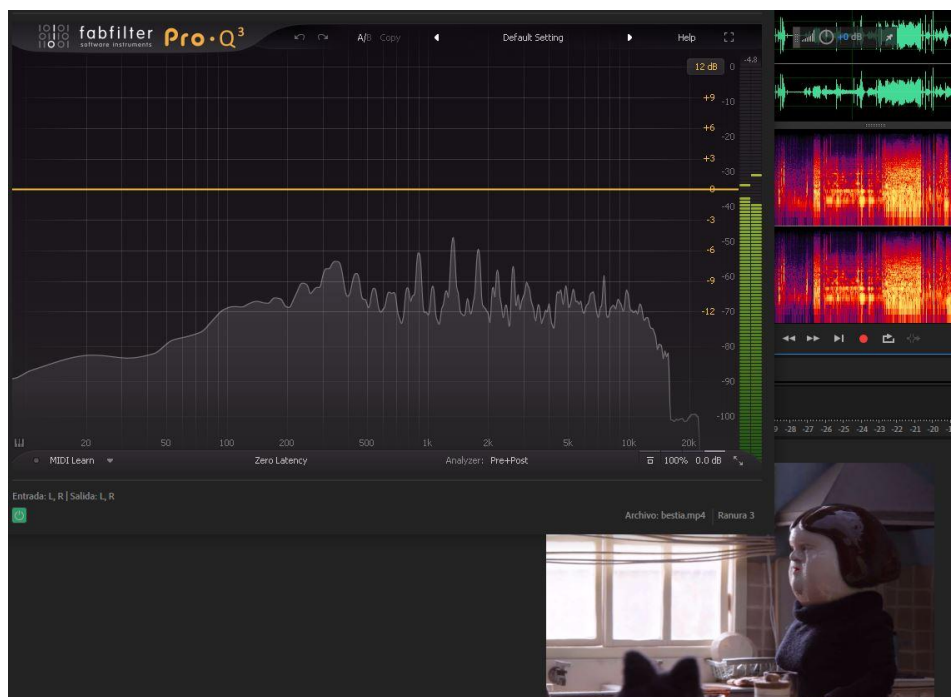 fabfilter Pro·Q³
software instruments
A/B Copy Default Setting Help
+0 dB
12 dB 0 -4.8
+9 -10
+6 -20
+3 -30
0 -40
-3
-6 -50
-9 -60
-12 -70
-80
-90
-100
20 50 100 200 500 1k 2k 5k 10k 20k
MIDI Learn Zero Latency Analyzer: Pre+Post 100% 0.0 dB
-28 -27 -26 -25 -24 -23 -22 -21 -20
Entrada: L, R | Salida: L, R
Archivo: bestia.mp4 Ranura 3